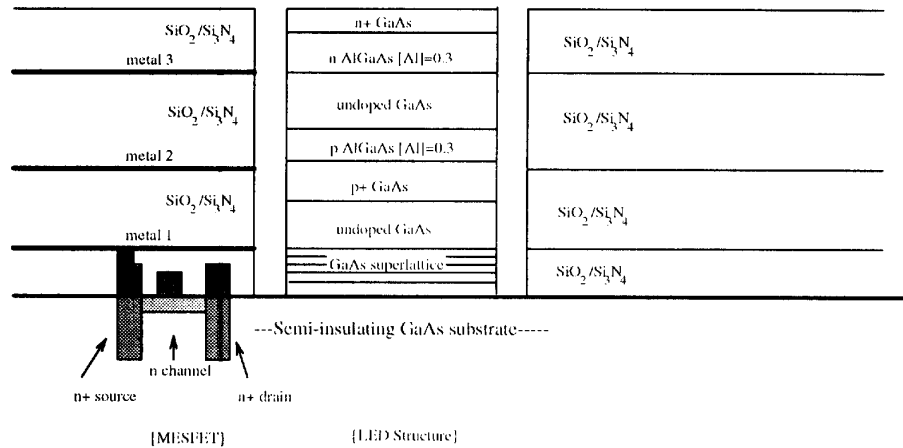 n+ GaAs
SiO2/Si3N4
n AlGaAs [Al]=0.3
SiO2/Si3N4
metal 3
undoped GaAs
SiO2/Si3N4
SiO2/Si3N4
metal 2
p AlGaAs [Al]=0.3
p+ GaAs
SiO2/Si3N4
SiO2/Si3N4
metal 1
undoped GaAs
GaAs superlattice
SiO2/Si3N4
---Semi-insulating GaAs substrate-----
n channel
n+ source
n+ drain
{MESFET}
{LED Structure}